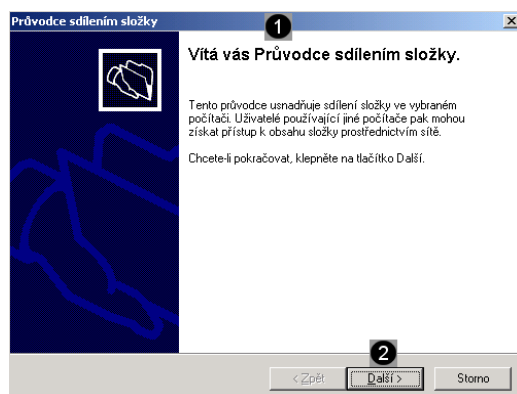 Průvodce sdílením složky
1
Vítá vás Průvodce sdílením složky.
Tento průvodce usnadňuje sdílení složky ve vybraném
počítači. Uživatelé používající jiné počítače pak mohou
získat přístup k obsahu složky prostřednictvím sítě.
Chcete-li pokračovat, klepněte na tlačítko Další.
2
< Zpět
Další >
Storno